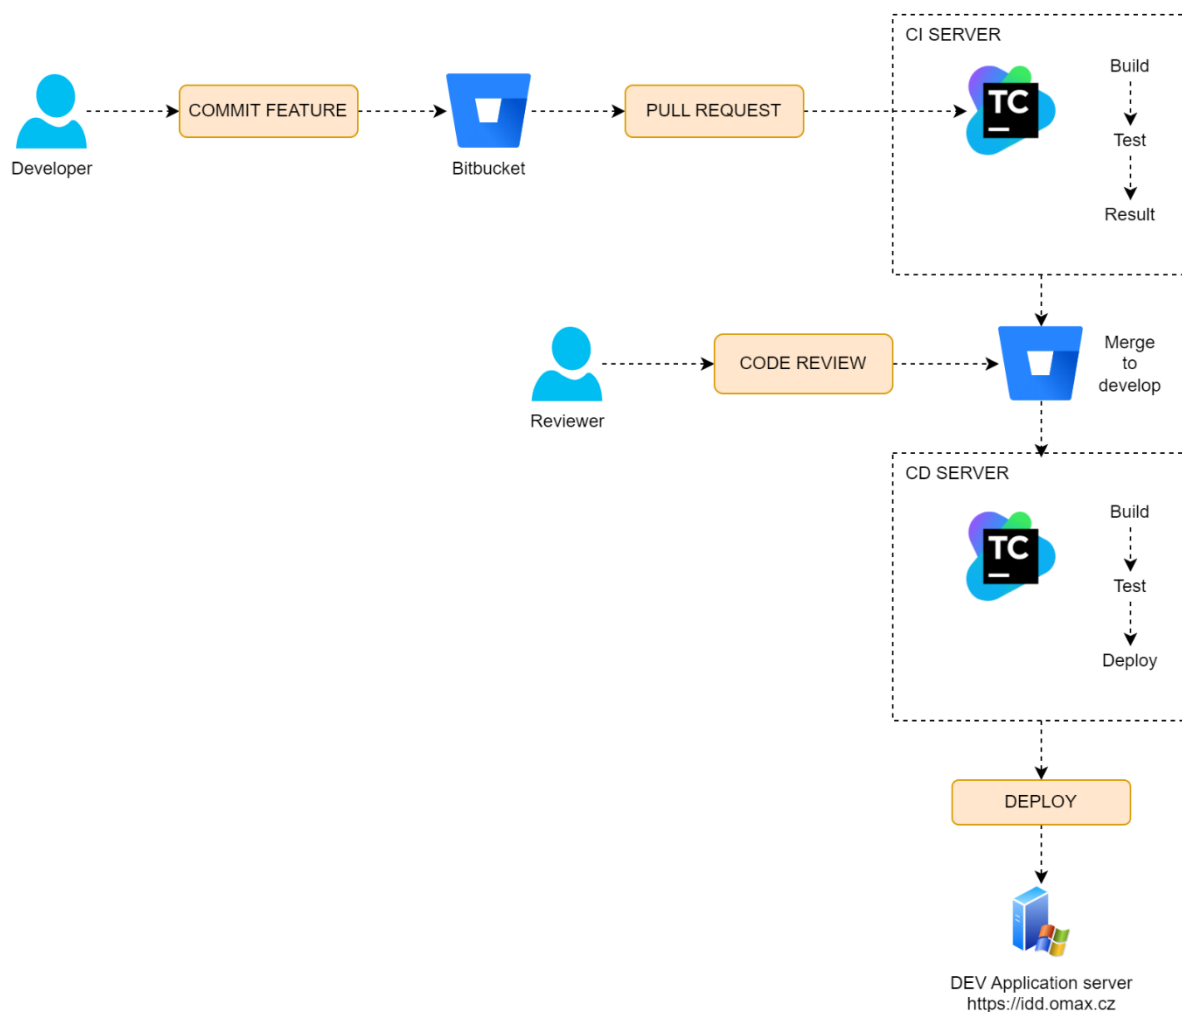 CI SERVER
Build
TC
COMMIT FEATURE
PULL REQUEST
Test
Developer
Bitbucket
Result
Merge
to
develop
CODE REVIEW
Reviewer
CD SERVER
Build
TC
Test
Deploy
DEPLOY
DEV Application server
https://idd.omax.cz